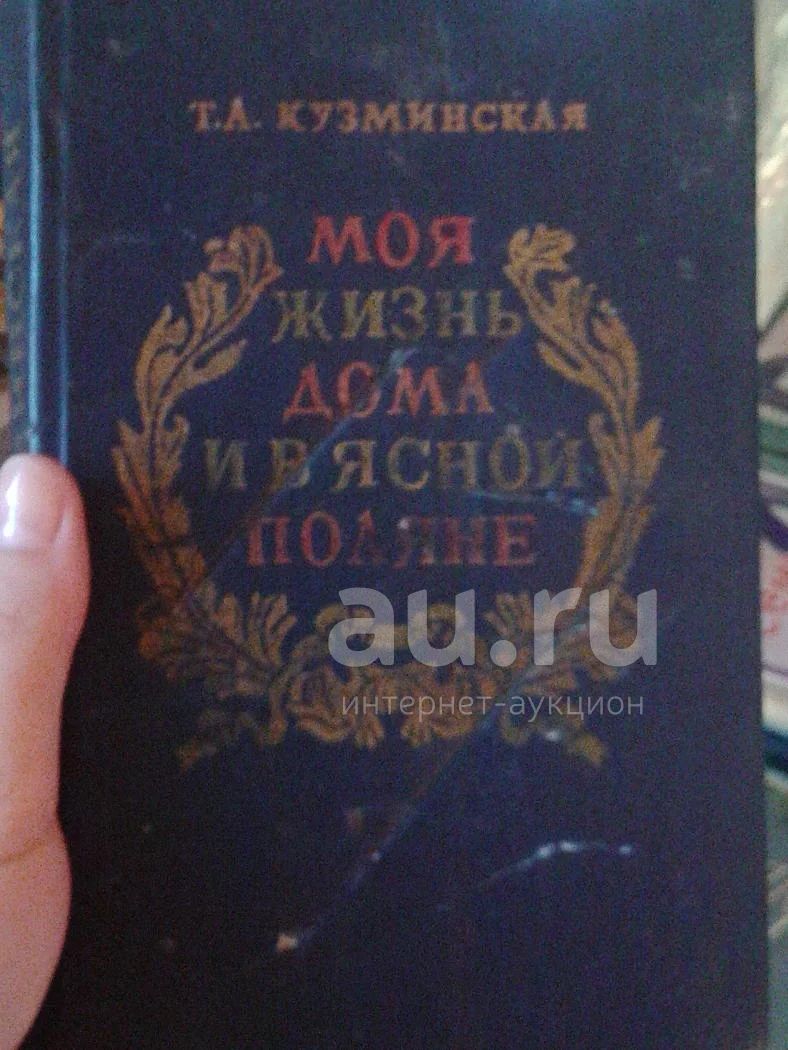 Т.А. КУЗМИНСКАЯ
МОЯ
ЖИЗНЬ
ДОМА
И В ЯСНОЙ
ПОЛЯНЕ
au.ru
интернет-аукцион